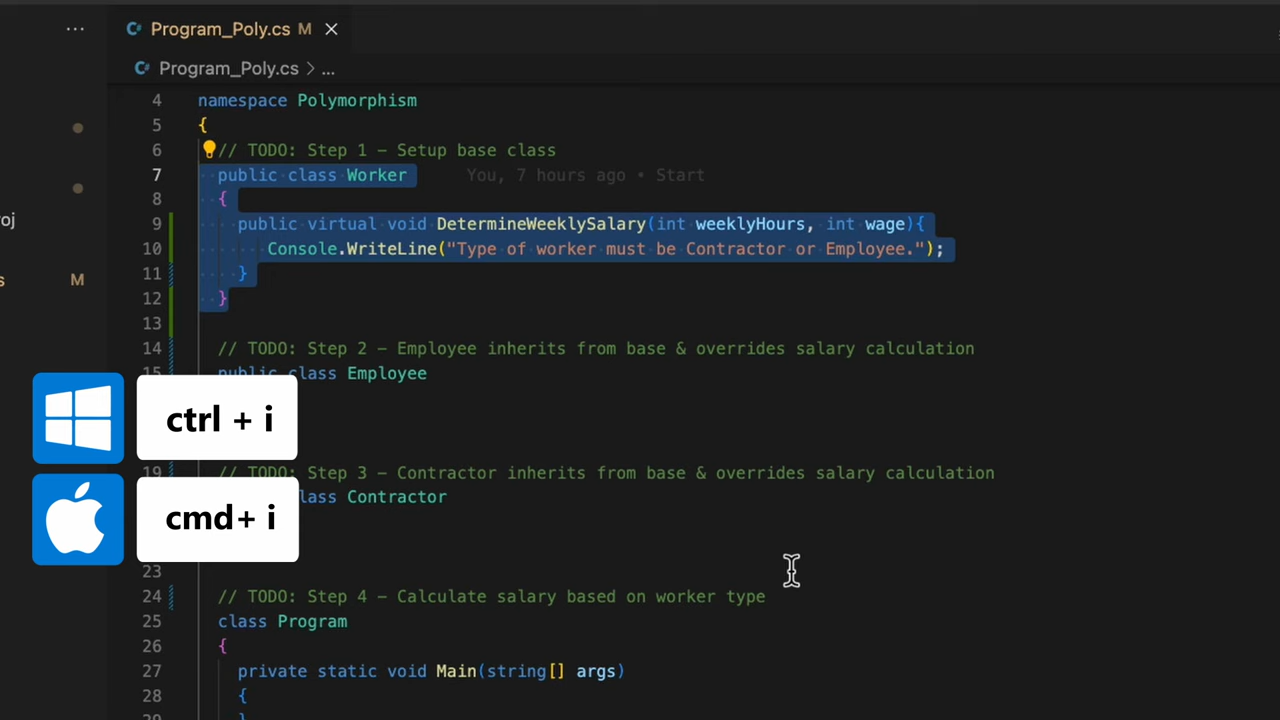 Program_Poly.cs M
Program_Poly.cs > ...
4 namespace Polymorphism
5 {
6 // TODO: Step 1 – Setup base class
7 public class Worker You, 7 hours ago • Start
8 {
9 public virtual void DetermineWeeklySalary(int weeklyHours, int wage){
10 Console.WriteLine("Type of worker must be Contractor or Employee.");
11 }
12 }
13
14 // TODO: Step 2 – Employee inherits from base & overrides salary calculation
15 public class Employee
ctrl + i
19 // TODO: Step 3 – Contractor inherits from base & overrides salary calculation
lass Contractor
cmd+ i
23
24 // TODO: Step 4 – Calculate salary based on worker type
25 class Program
26 {
27 private static void Main(string[] args)
28 {
oj
s M